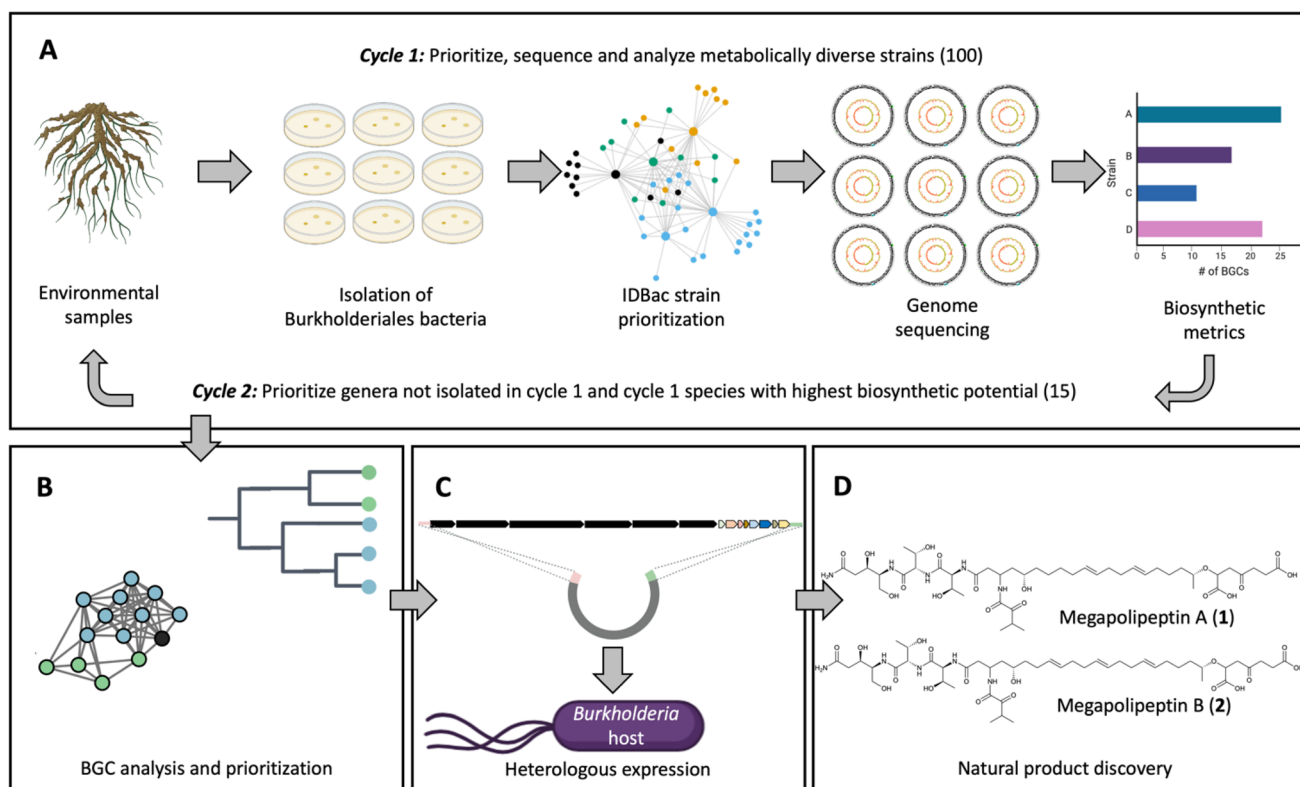 A
Cycle 1: Prioritize, sequence and analyze metabolically diverse strains (100)
Environmental
samples
Isolation of
Burkholderiales bacteria
IDBac strain
prioritization
Genome
sequencing
Strain
A
B
C
D
0 5 10 15 20 25
# of BGCs
Biosynthetic
metrics
Cycle 2: Prioritize genera not isolated in cycle 1 and cycle 1 species with highest biosynthetic potential (15)
B
BGC analysis and prioritization
C
Burkholderia
host
Heterologous expression
D
Megapolipeptin A (1)
Megapolipeptin B (2)
Natural product discovery